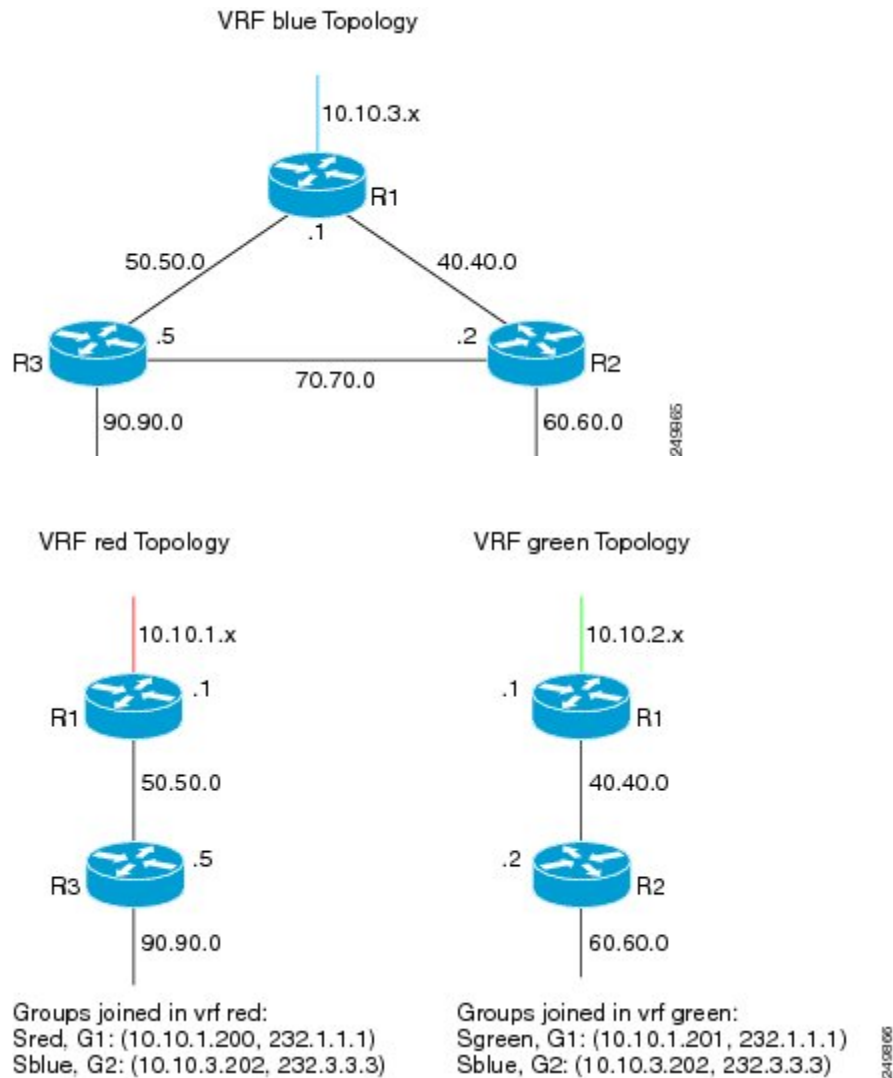 VRF blue Topology
10.10.3.x
R1
.1
50.50.0
40.40.0
.5
.2
R3
R2
70.70.0
90.90.0
60.60.0
249865
VRF red Topology
10.10.1.x
.1
R1
50.50.0
.5
R3
90.90.0
Groups joined in vrf red:
Sred, G1: (10.10.1.200, 232.1.1.1)
Sblue, G2: (10.10.3.202, 232.3.3.3)
VRF green Topology
10.10.2.x
.1
R1
40.40.0
.2
R2
60.60.0
Groups joined in vrf green:
Sgreen, G1: (10.10.1.201, 232.1.1.1)
Sblue, G2: (10.10.3.202, 232.3.3.3)
249866